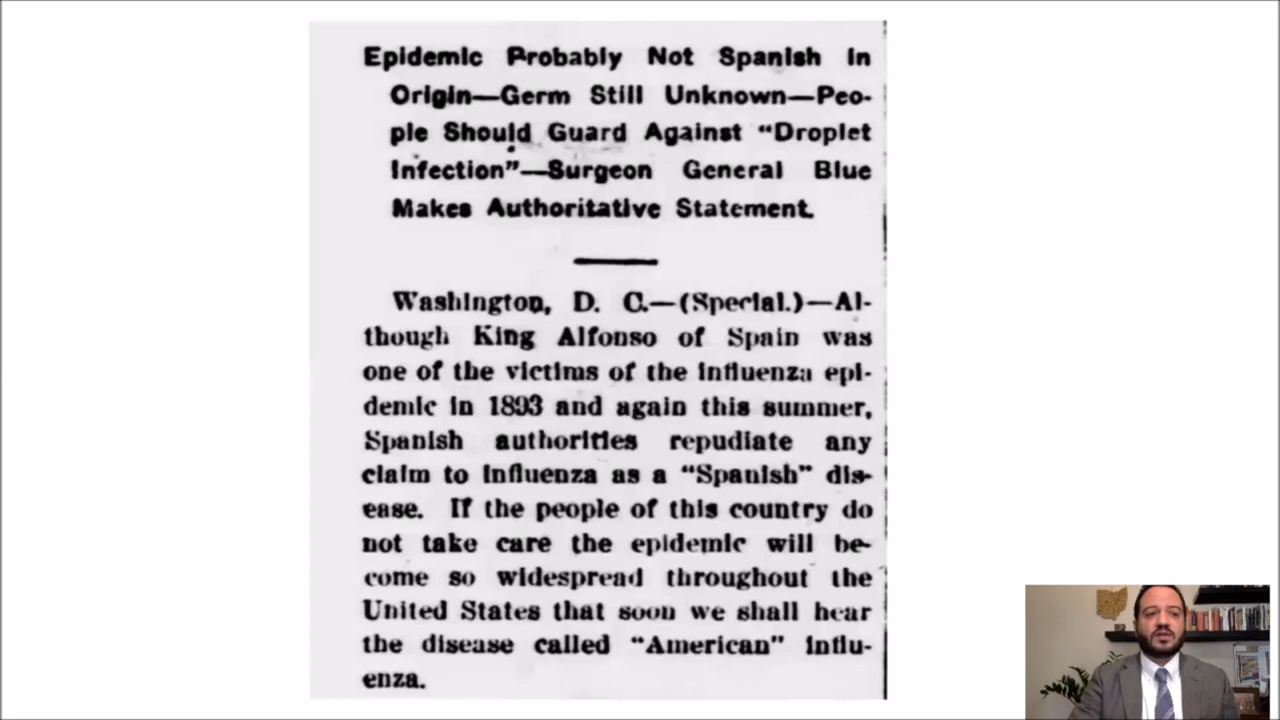 Epidemic Probably Not Spanish in
Origin—Germ Still Unknown—Peo-
ple Should Guard Against "Droplet
Infection"—Surgeon General Blue
Makes Authoritative Statement.
Washington, D. C.—(Special.)—Al-
though King Alfonso of Spain was
one of the victims of the influenza epi-
demic in 1893 and again this summer,
Spanish authorities repudiate any
claim to influenza as a "Spanish" dis-
ease. If the people of this country do
not take care the epidemic will be-
come so widespread throughout the
United States that soon we shall hear
the disease called "American" influ-
enza.